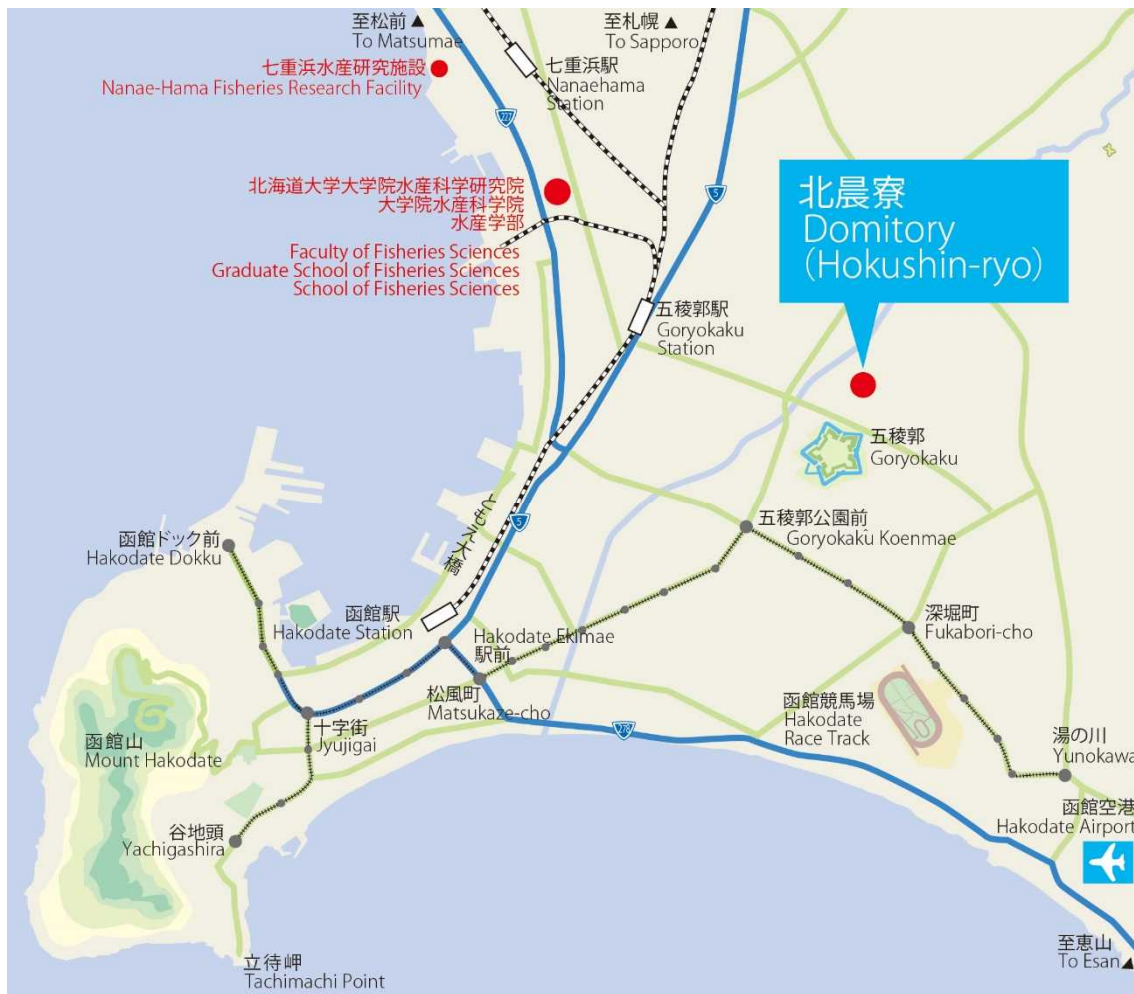 至松前▲
To Matsumae
至札幌▲
To Sapporo
七重浜水産研究施設
Nanae-Hama Fisheries Research Facility
七重浜駅
Nanaehama
Station
227
5
北海道大学大学院水産科学研究院
大学院水産科学院
水産学部
Faculty of Fisheries Sciences
Graduate School of Fisheries Sciences
School of Fisheries Sciences
北晨寮
Domitory
(Hokushin-ryo)
五稜郭駅
Goryokaku
Station
五稜郭
Goryokaku
ともえ大橋
5
五稜郭公園前
Goryokaku Koenmae
函館ドック前
Hakodate Dokku
函館駅
Hakodate Station
Hakodate Ekimae
駅前
深堀町
Fukabori-cho
松風町
Matsukaze-cho
函館競馬場
Hakodate
Race Track
278
十字街
Jyujigai
函館山
Mount Hakodate
湯の川
Yunokawa
函館空港
Hakodate Airport
谷地頭
Yachigashira
立待岬
Tachimachi Point
至恵山
To Esan▲